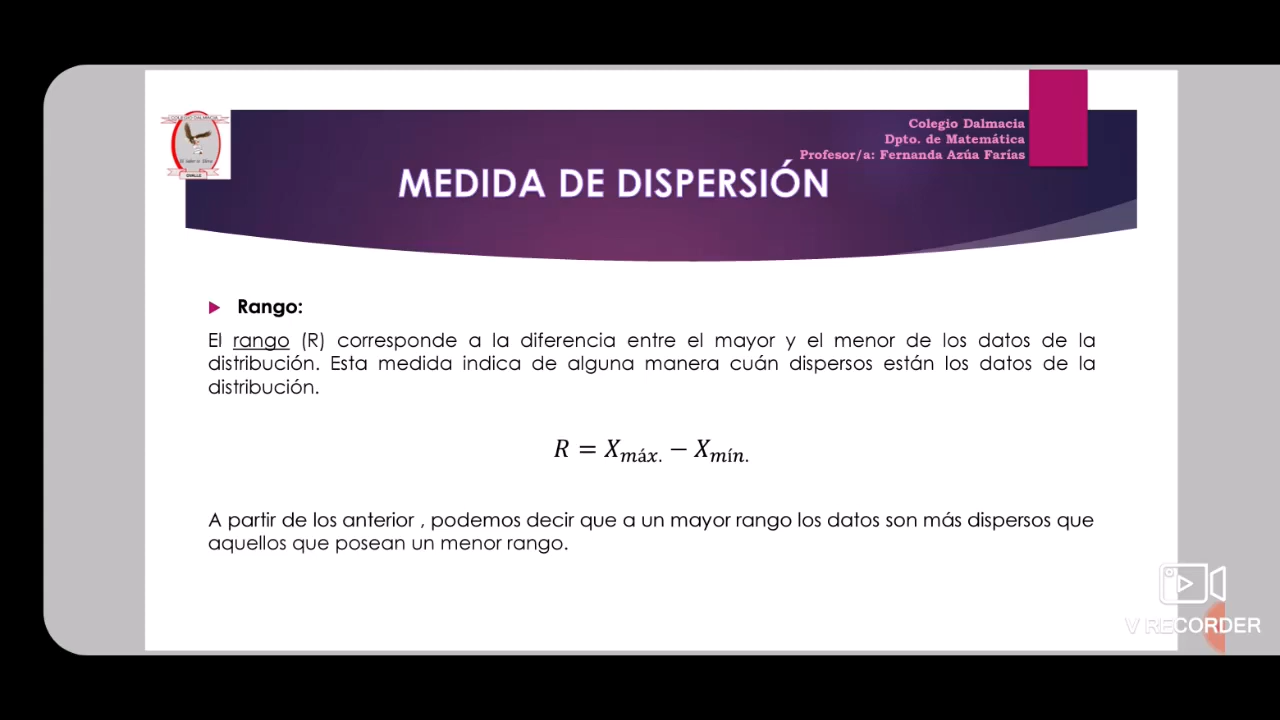 Colegio Dalmacia
Dpto. de Matemática
Profesor/a: Fernanda Azúa Farías
MEDIDA DE DISPERSIÓN
Rango:
El rango (R) corresponde a la diferencia entre el mayor y el menor de los datos de la
distribución. Esta medida indica de alguna manera cuán dispersos están los datos de la
distribución.
R = Xmáx. − Xmín.
A partir de los anterior , podemos decir que a un mayor rango los datos son más dispersos que
aquellos que posean un menor rango.
V RECORDER